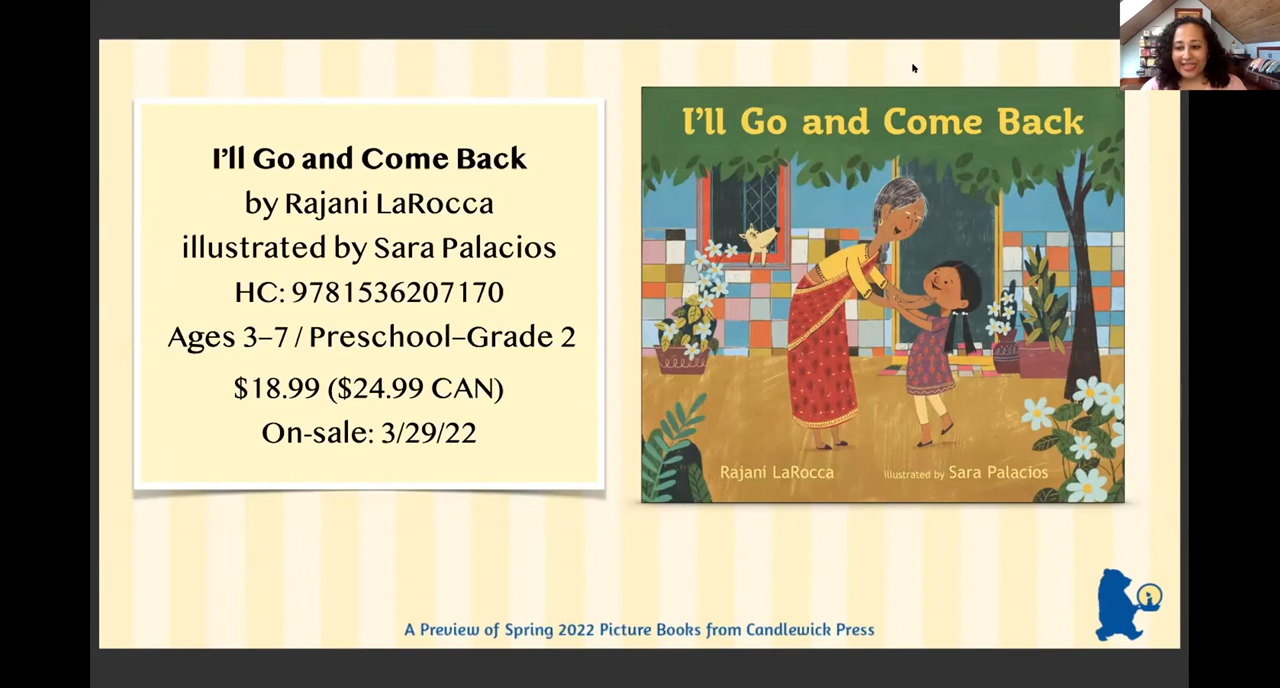 I'll Go and Come Back
by Rajani LaRocca
illustrated by Sara Palacios
HC: 9781536207170
Ages 3–7 / Preschool–Grade 2
$18.99 ($24.99 CAN)
On-sale: 3/29/22
I'll Go and Come Back
Rajani LaRocca
illustrated by Sara Palacios
A Preview of Spring 2022 Picture Books from Candlewick Press